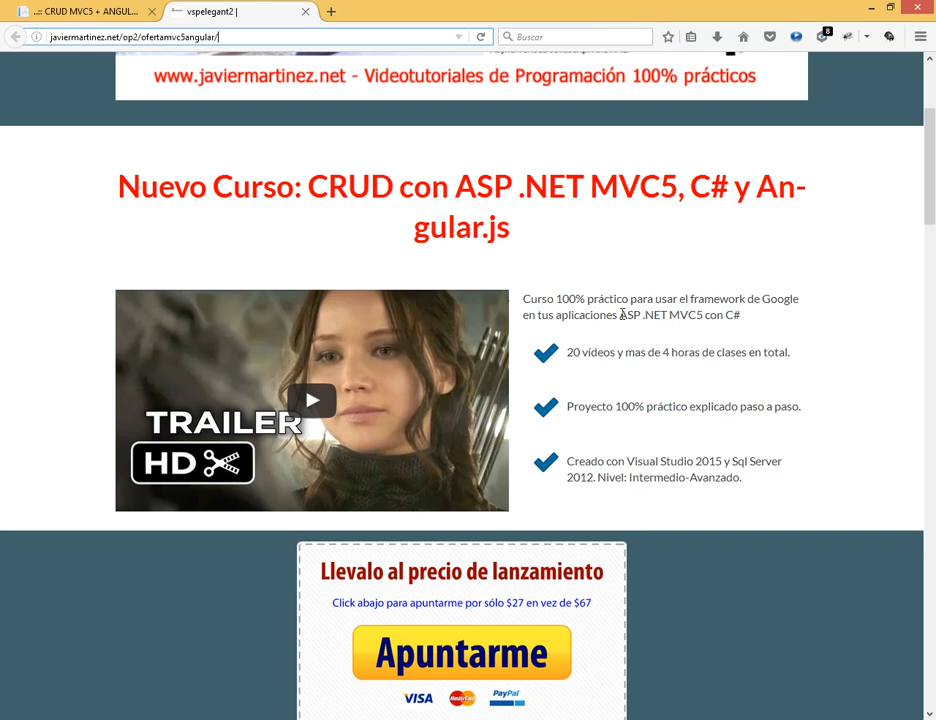 ..:: CRUD MVC5 + ANGUL...
vspelegant2 |
javiermartinez.net/op2/ofertamvc5angular/
Buscar
8
www.javiermartinez.net - Videotutoriales de Programación 100% prácticos
Nuevo Curso: CRUD con ASP .NET MVC5, C# y An-
gular.js
TRAILER
HD
Curso 100% práctico para usar el framework de Google
en tus aplicaciones ASP .NET MVC5 con C#
20 vídeos y mas de 4 horas de clases en total.
Proyecto 100% práctico explicado paso a paso.
Creado con Visual Studio 2015 y Sql Server
2012. Nivel: Intermedio-Avanzado.
Llevalo al precio de lanzamiento
Click abajo para apuntarme por sólo $27 en vez de $67
Apuntarme
VISA MasterCard PayPal